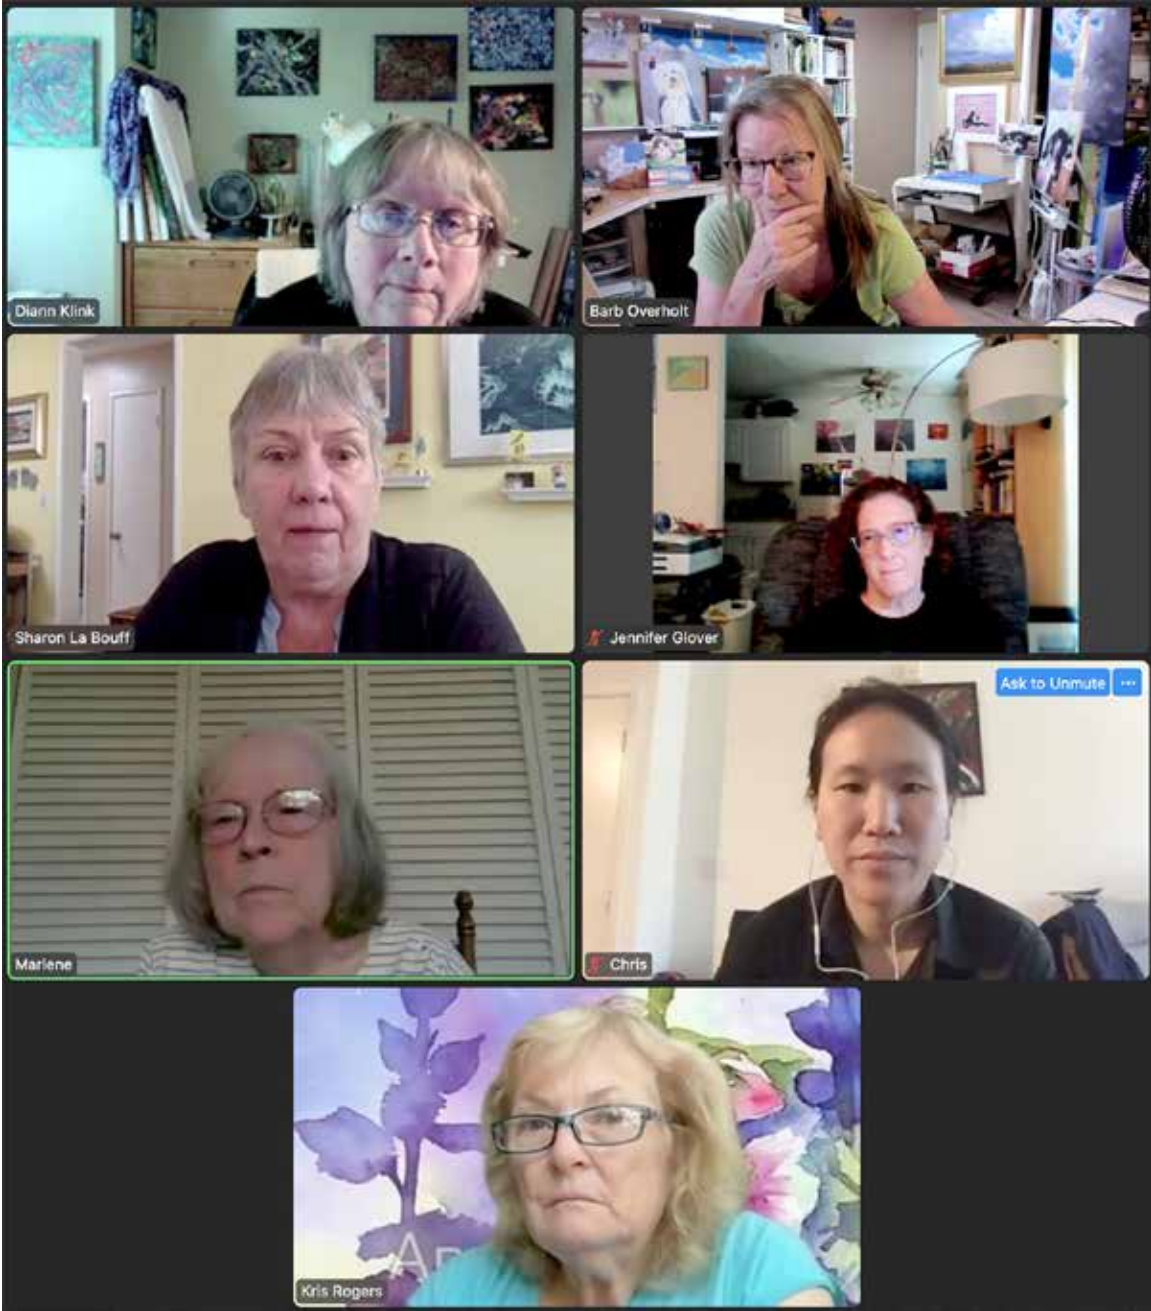 Diann Klink
Barb Overholt
Sharon La Bouff
Jennifer Glover
Ask to Unmute
Marlene
Chris
Kris Rogers